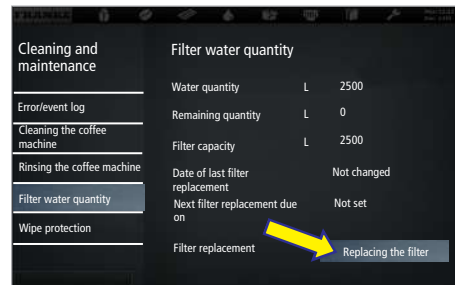 FRANKE
Cleaning and
maintenance
Error/event log
Cleaning the coffee
machine
Rinsing the coffee machine
Filter water quantity
Wipe protection
Filter water quantity
Water quantity L 2500
Remaining quantity L 0
Filter capacity L 2500
Date of last filter Not changed
replacement
Next filter replacement due Not set
on
Filter replacement Replacing the filter